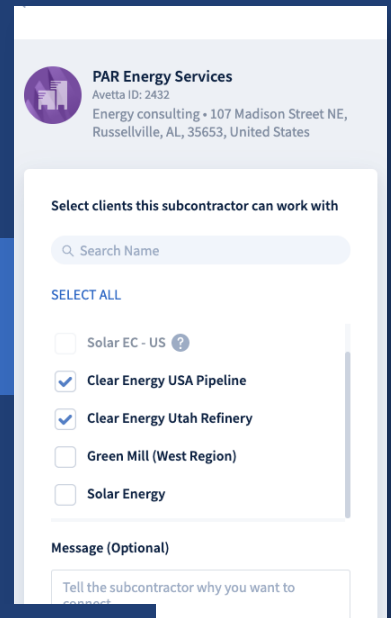 PAR Energy Services
Avetta ID: 2432
Energy consulting • 107 Madison Street NE,
Russellville, AL, 35653, United States
Select clients this subcontractor can work with
Search Name
SELECT ALL
Solar EC - US ?
Clear Energy USA Pipeline
Clear Energy Utah Refinery
Green Mill (West Region)
Solar Energy
Message (Optional)
Tell the subcontractor why you want to
connect